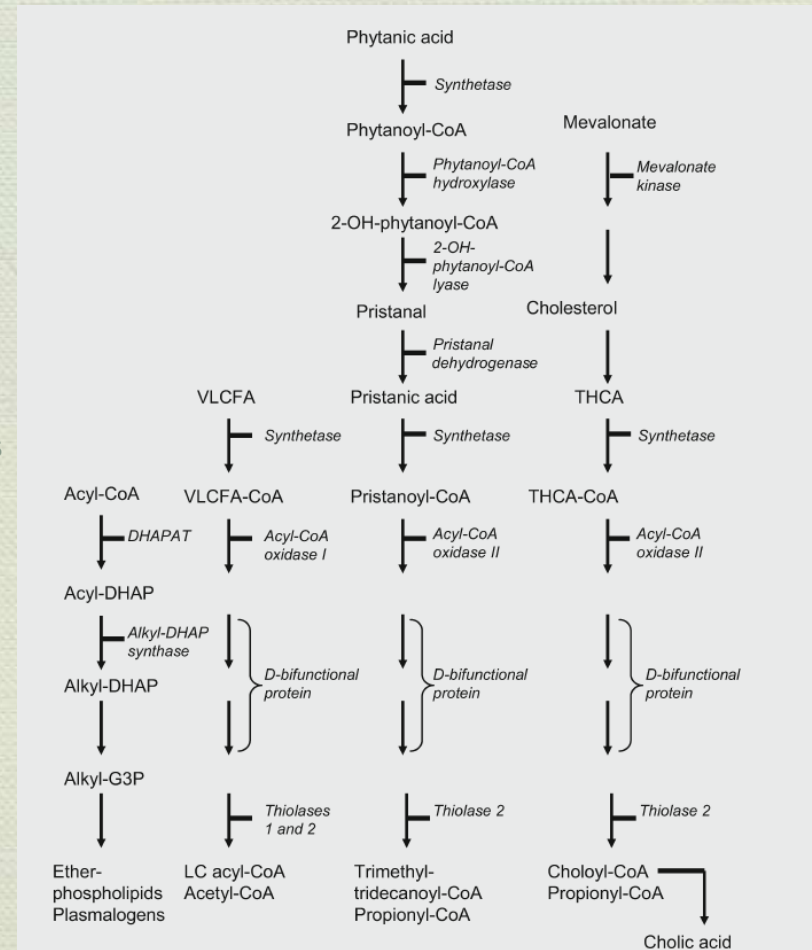 Phytanic acid
Synthetase
Phytanoyl-CoA
Mevalonate
Phytanoyl-CoA
hydroxylase
Mevalonate
kinase
2-OH-phytanoyl-CoA
2-OH-
phytanoyl-CoA
lyase
Pristanal
Cholesterol
Pristanal
dehydrogenase
VLCFA
Pristanic acid
THCA
Synthetase
Synthetase
Synthetase
Acyl-CoA
VLCFA-CoA
Pristanoyl-CoA
THCA-CoA
DHAPAT
Acyl-CoA
oxidase I
Acyl-CoA
oxidase II
Acyl-CoA
oxidase II
Acyl-DHAP
Alkyl-DHAP
synthase
D-bifunctional
protein
D-bifunctional
protein
D-bifunctional
protein
Alkyl-DHAP
Alkyl-G3P
Thiolases
1 and 2
Thiolase 2
Thiolase 2
Ether-
phospholipids
Plasmalogens
LC acyl-CoA
Acetyl-CoA
Trimethyl-
tridecanoyl-CoA
Propionyl-CoA
Choloyl-CoA
Propionyl-CoA
Cholic acid